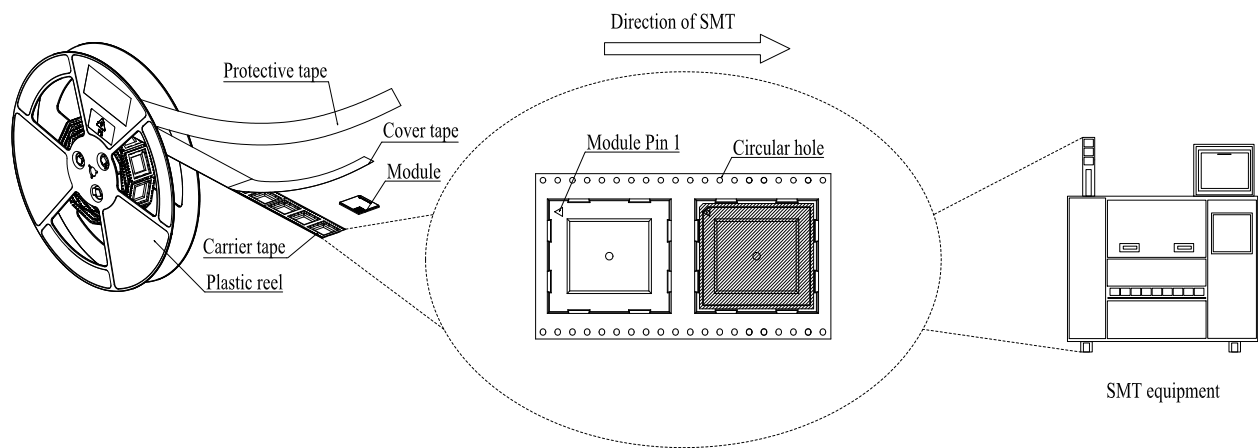 Direction of SMT
Protective tape
Cover tape
Module
Module Pin 1
Circular hole
Carrier tape
Plastic reel
SMT equipment